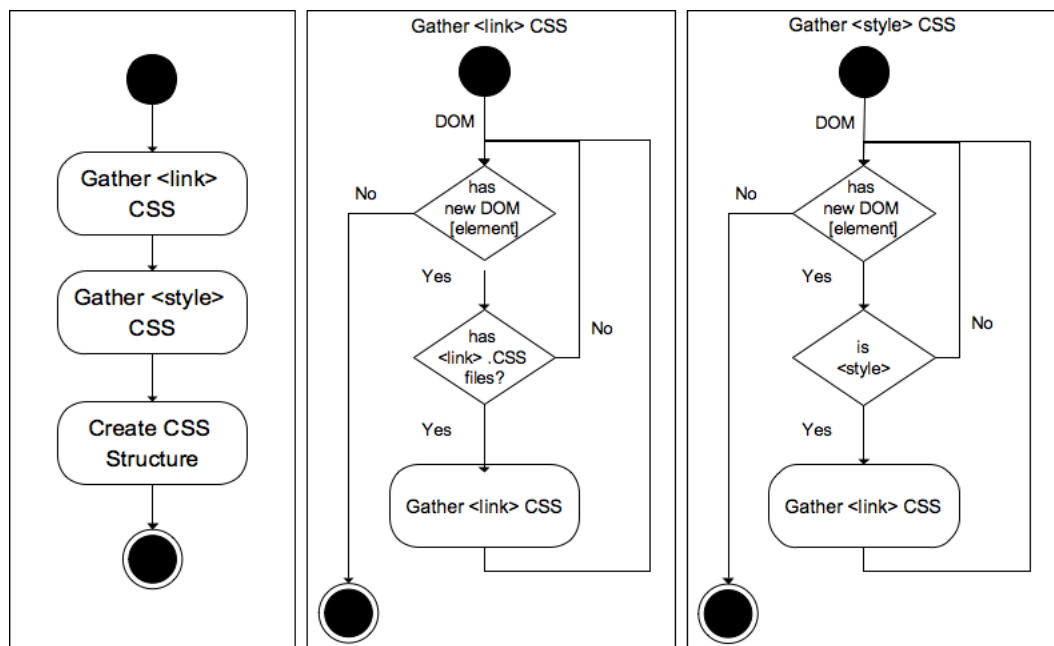 Gather <link>
CSS
Gather <style>
CSS
Create CSS
Structure
Gather <link> CSS
DOM
has
new DOM
[element]
No
Yes
has
<link> .CSS
files?
No
Yes
Gather <link> CSS
Gather <style> CSS
DOM
has
new DOM
[element]
No
Yes
is
<style>
No
Yes
Gather <link> CSS